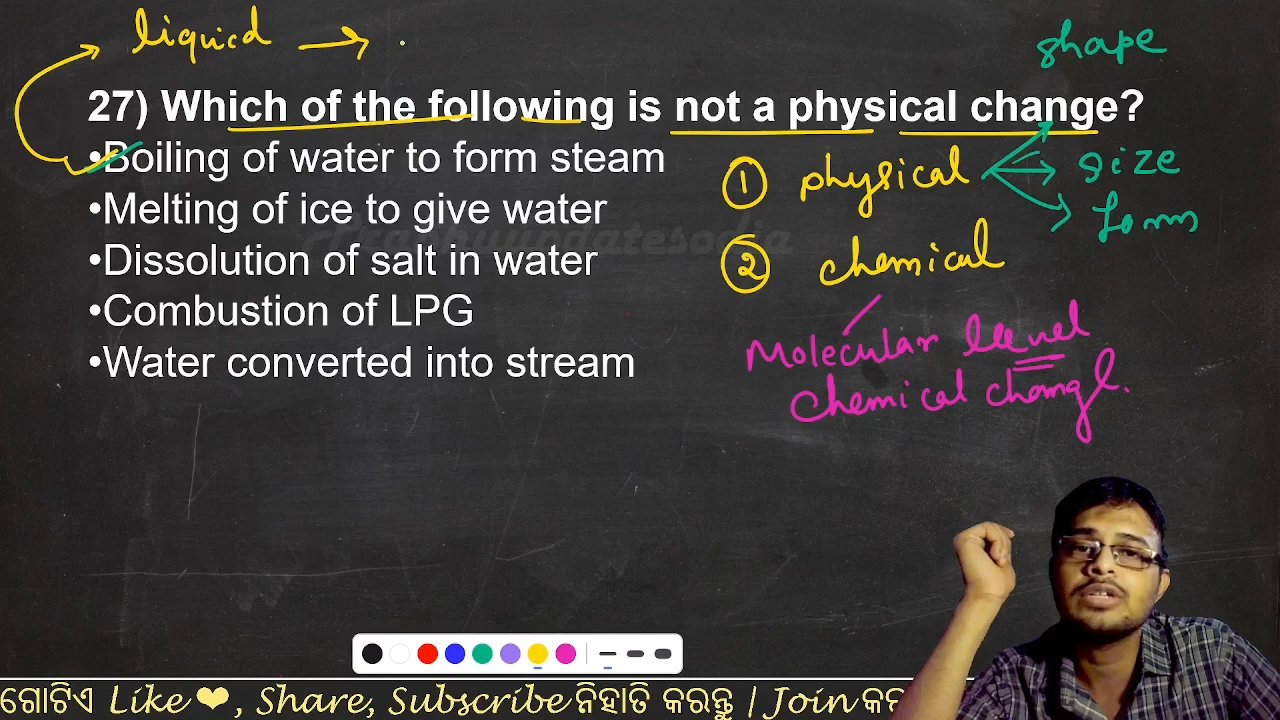 liquid →
shape
27) Which of the following is not a physical change?
•Boiling of water to form steam
① physical
size
form
•Melting of ice to give water
•Dissolution of salt in water
② chemical
•Combustion of LPG
Molecular level
chemical change.
•Water converted into stream
ଗୋଟିଏ Like ❤, Share, Subscribe ନିହାତି କରନ୍ତୁ | Join